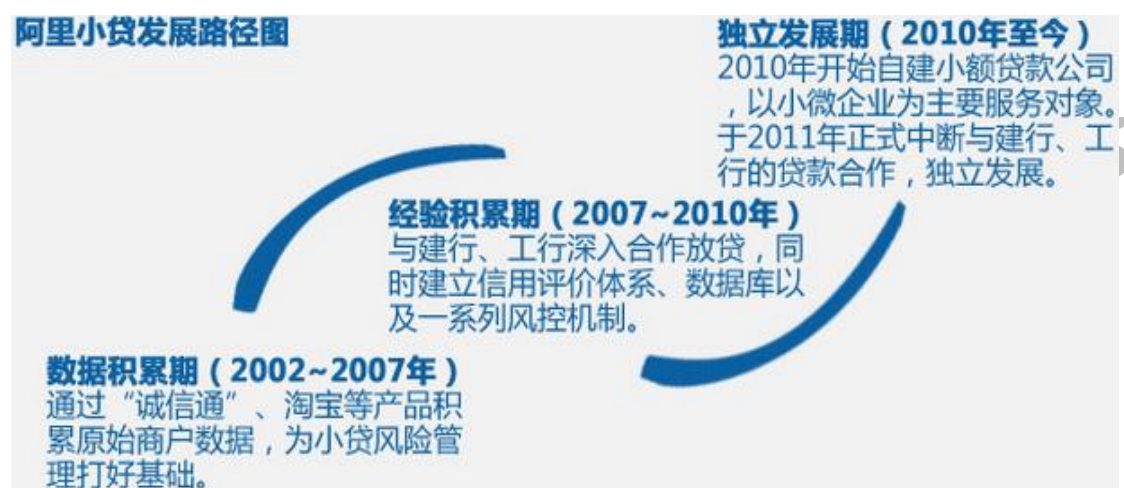 阿里小贷发展路径图
独立发展期（2010年至今）
2010年开始自建小额贷款公司
，以小微企业为主要服务对象。
于2011年正式中断与建行、工
行的贷款合作，独立发展。
经验积累期（2007~2010年）
与建行、工行深入合作放贷，同
时建立信用评价体系、数据库以
及一系列风控机制。
数据积累期（2002~2007年）
通过“诚信通”、淘宝等产品积
累原始商户数据，为小贷风险管
理打好基础。